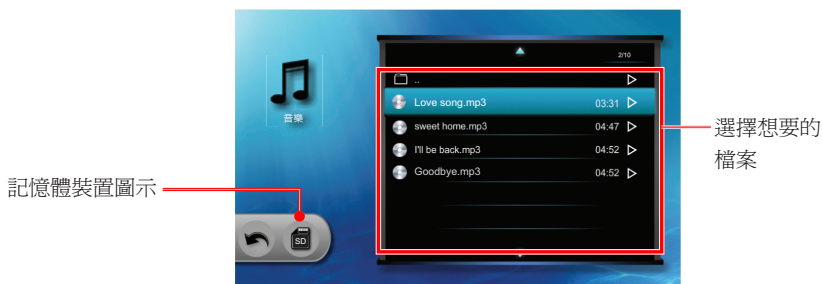 2/10
..
Love song.mp3 03:31
sweet home.mp3 04:47
I'll be back.mp3 04:52
Goodbye.mp3 04:52
音樂
選擇想要的
檔案
記憶體裝置圖示
SD